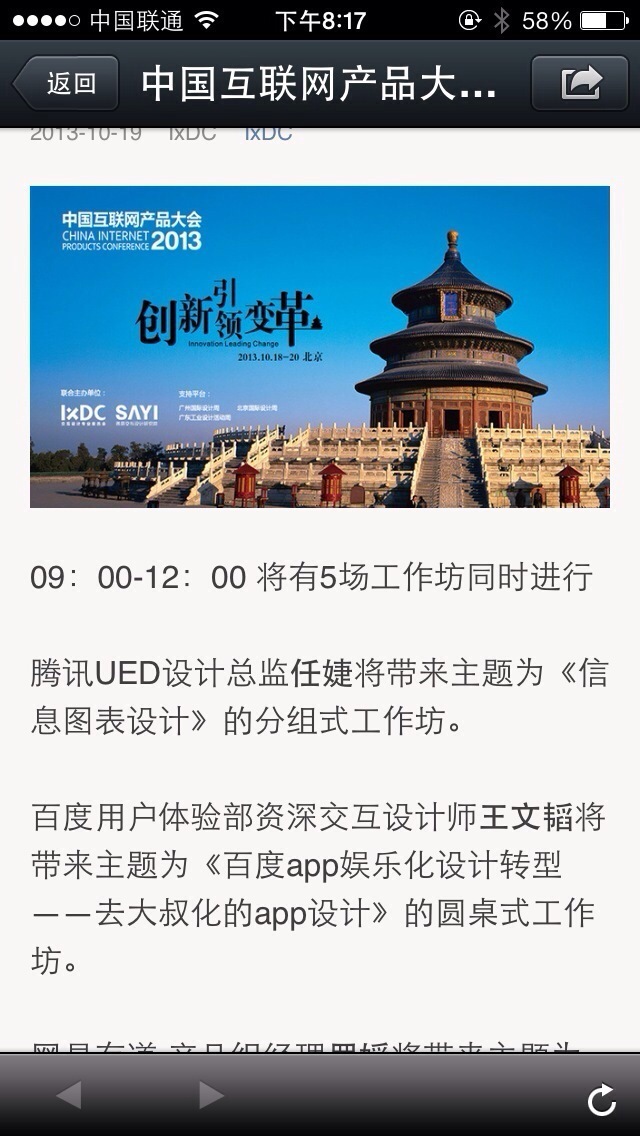 中国联通 下午8:17 58%
返回 中国互联网产品大...
2013-10-19 IxDC IxDC
中国互联网产品大会
CHINA INTERNET
PRODUCTS CONFERENCE 2013
创新引领变革
Innovation Leading Change
2013.10.18-20 北京
联合主办单位: 支持平台:
IxDC SAYI 广州国际设计周 北京国际设计周
广东工业设计活动周
09：00-12：00 将有5场工作坊同时进行
腾讯UED设计总监任婕将带来主题为《信
息图表设计》的分组式工作坊。
百度用户体验部资深交互设计师王文韬将
带来主题为《百度app娱乐化设计转型
——去大叔化的app设计》的圆桌式工作
坊。